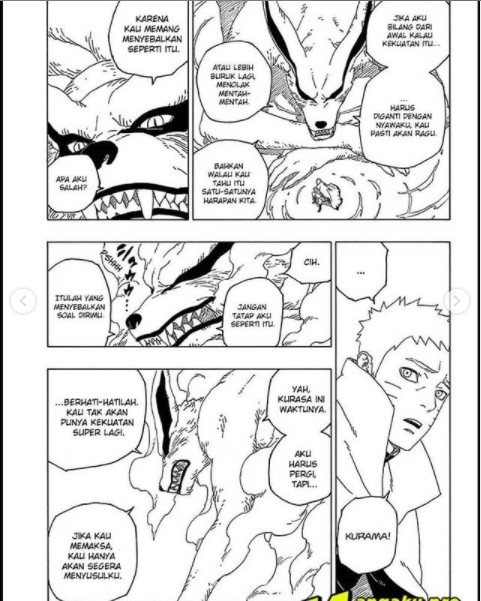 JIKA AKU
BILANG DARI
AWAL KALAU
KEKUATAN ITU...
...
HARUS
DIGANTI DENGAN
NYAWAKU, KAU
PASTI AKAN RAGU.
ATAU LEBIH
BURUK LAGI,
MENOLAK
MENTAH-
MENTAH.
BAHKAN
WALAU KAU
TAHU ITU
SATU-SATUNYA
HARAPAN KITA.
KARENA
KAU MEMANG
MENYEBALKAN
SEPERTI ITU.
APA AKU
SALAH?
...
CIH.
JANGAN
TATAP AKU
SEPERTI ITU.
PSHHH
ITULAH YANG
MENYEBALKAN
SOAL DIRIMU.
KURAMA!
YAH,
KURASA INI
WAKTUNYA.
AKU
HARUS
PERGI,
TAPI...
...BERHATI-HATILAH.
KAU TAK AKAN
PUNYA KEKUATAN
SUPER LAGI.
JIKA KAU
MEMAKSA,
KAU HANYA
AKAN SEGERA
MENYUSULKU.